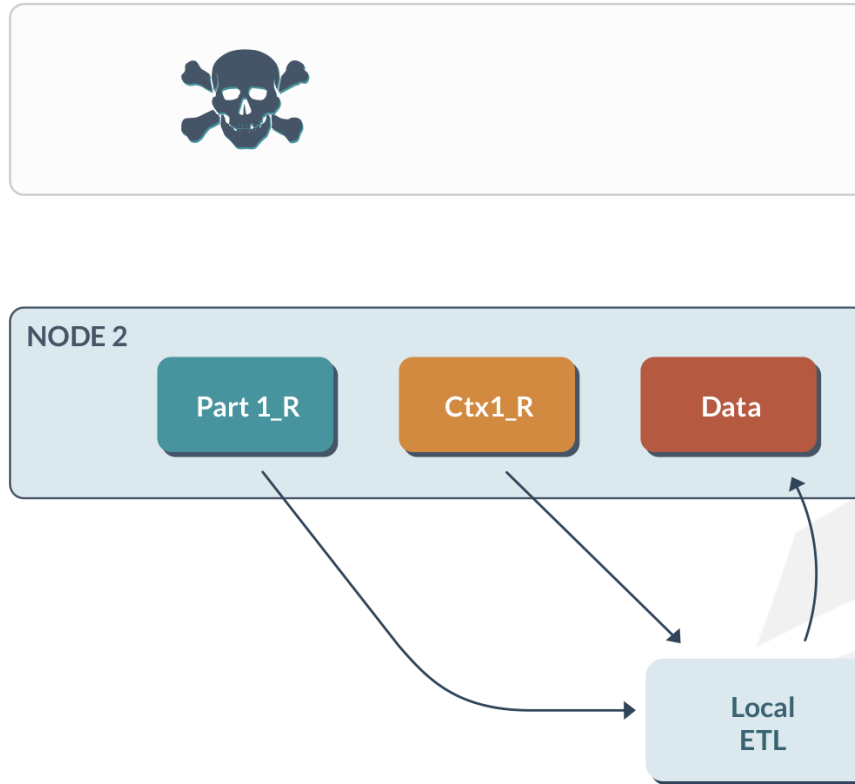 NODE 2
Part 1_R
Ctx1_R
Data
Local
ETL